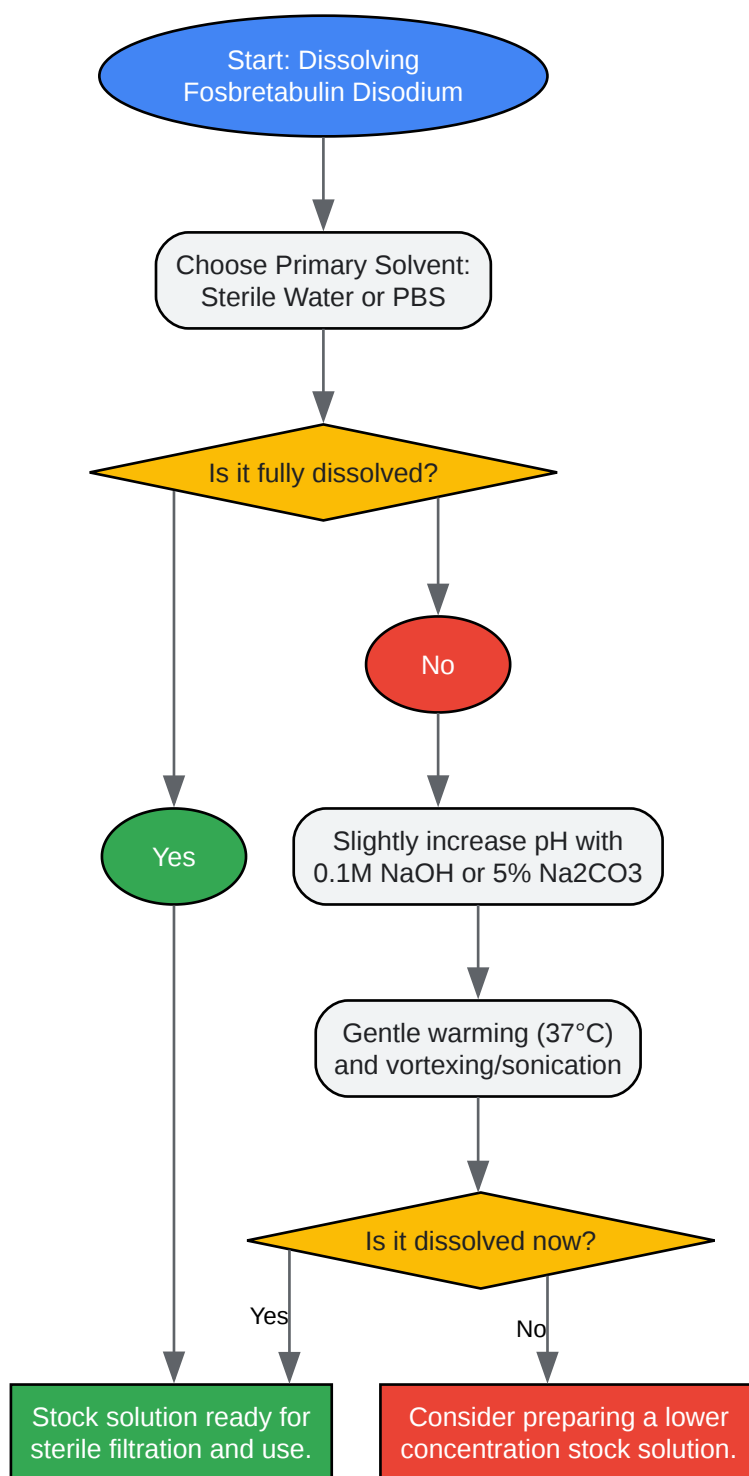 Start: Dissolving
Fosbretabulin Disodium
Choose Primary Solvent:
Sterile Water or PBS
Is it fully dissolved?
No
Yes
Slightly increase pH with
0.1M NaOH or 5% Na2CO3
Gentle warming (37°C)
and vortexing/sonication
Is it dissolved now?
Yes
No
Stock solution ready for
sterile filtration and use.
Consider preparing a lower
concentration stock solution.